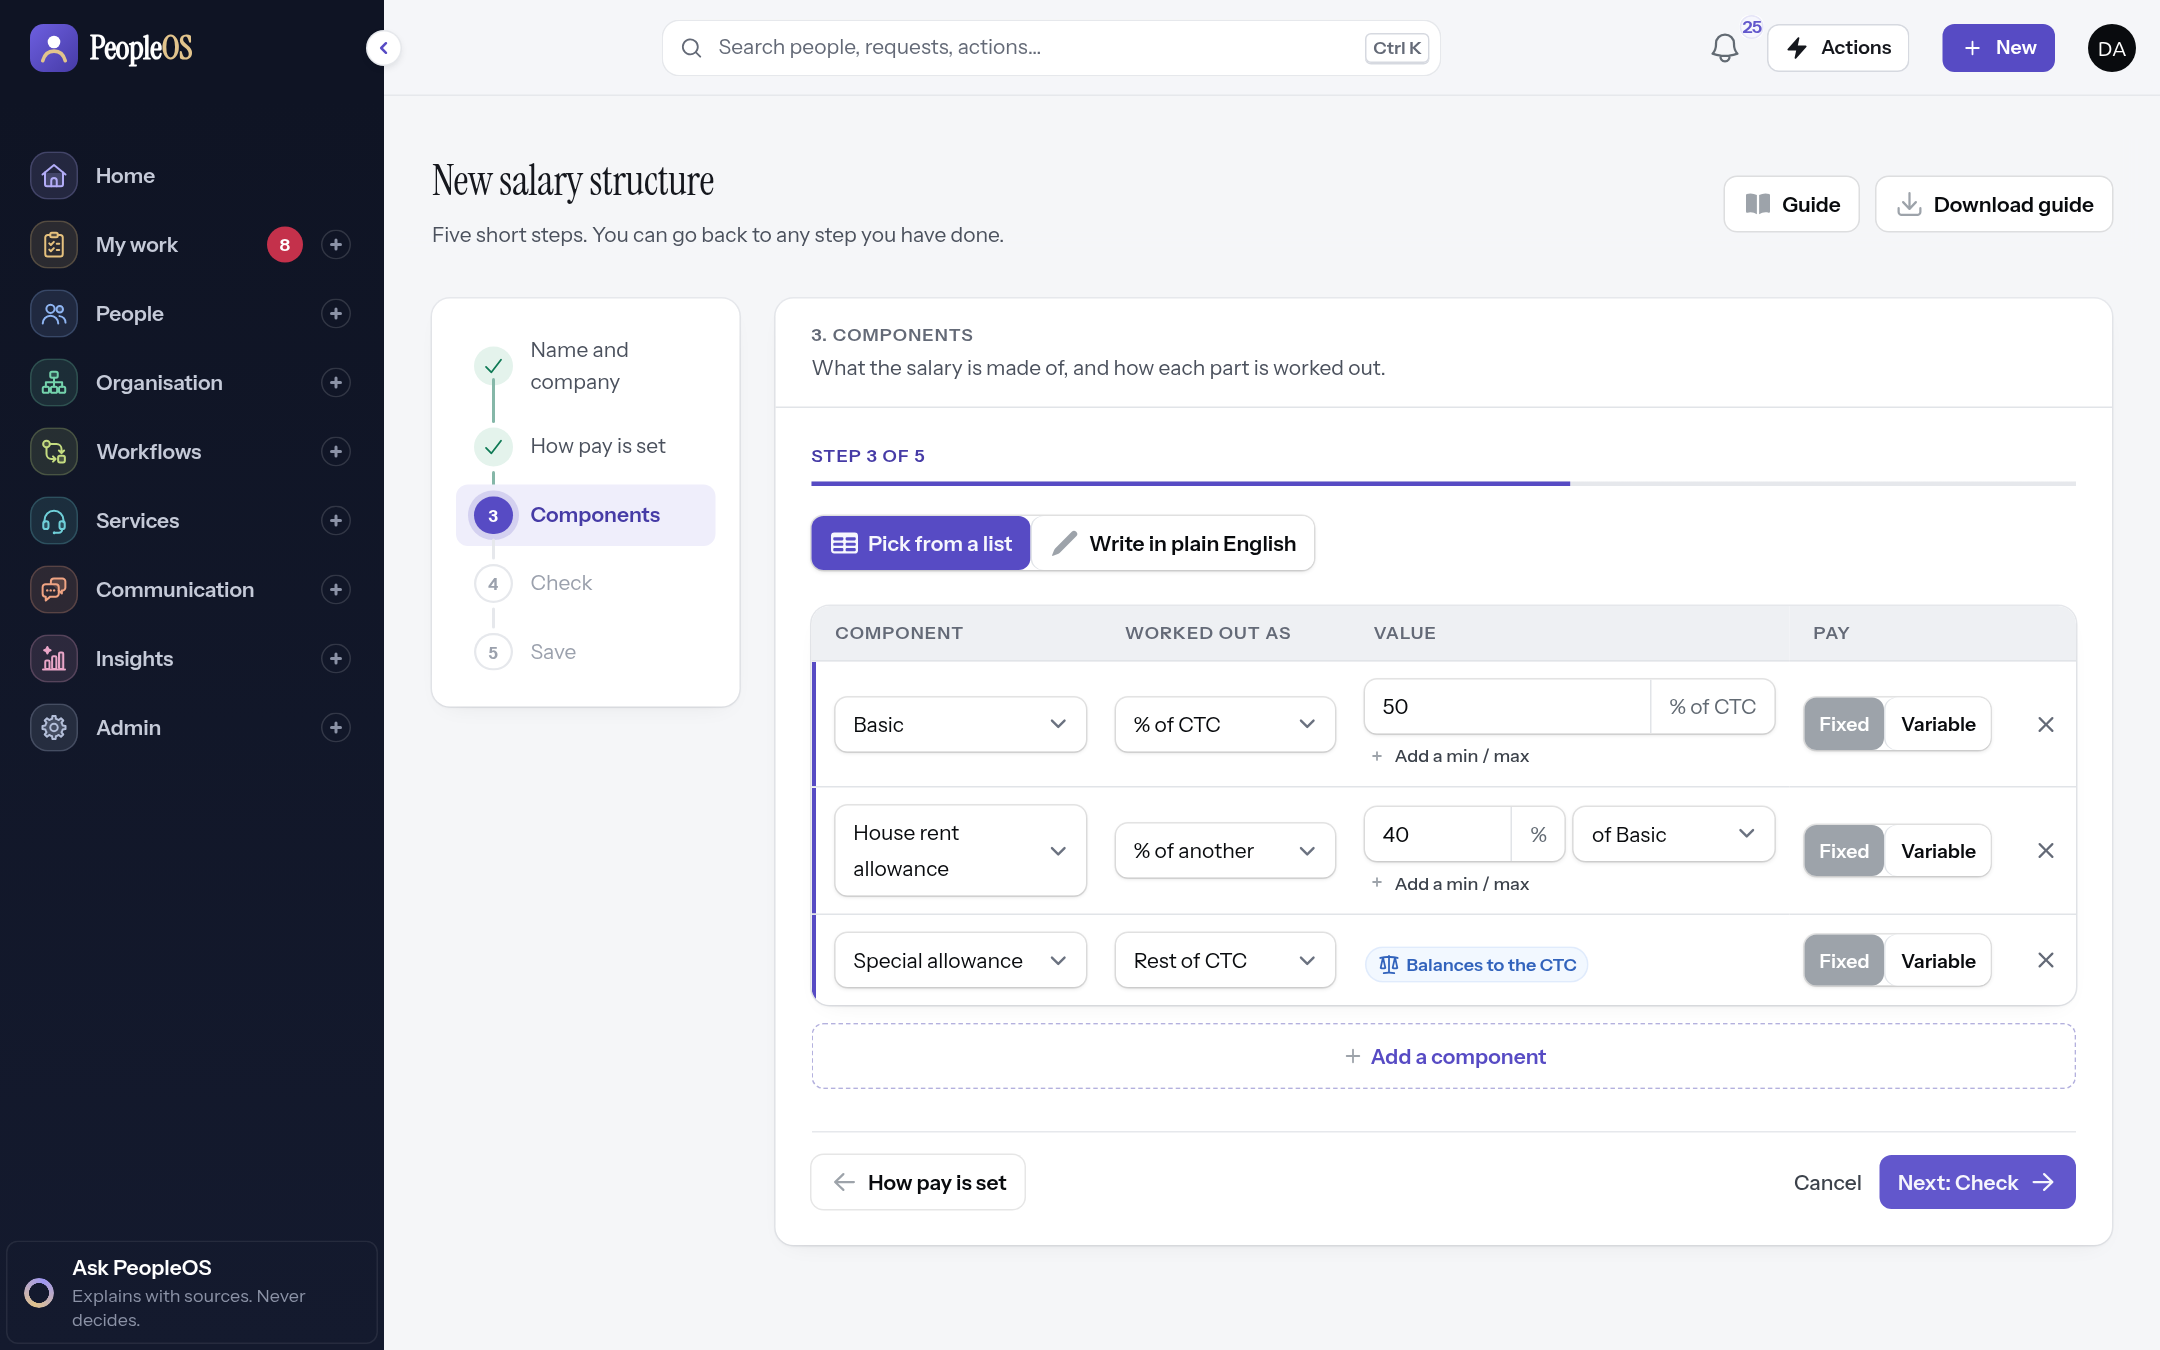 PeopleOS
Search people, requests, actions...
Ctrl K
25
Actions
New
DA
Home
My work
8
People
Organisation
Workflows
Services
Communication
Insights
Admin
Ask PeopleOS
Explains with sources. Never
decides.
New salary structure
Five short steps. You can go back to any step you have done.
Guide
Download guide
Name and
company
How pay is set
3
Components
4
Check
5
Save
3. COMPONENTS
What the salary is made of, and how each part is worked out.
STEP 3 OF 5
Pick from a list
Write in plain English
COMPONENT
WORKED OUT AS
VALUE
PAY
Basic
% of CTC
50
% of CTC
Add a min / max
Fixed
Variable
House rent
allowance
% of another
40
%
of Basic
Add a min / max
Fixed
Variable
Special allowance
Rest of CTC
Balances to the CTC
Fixed
Variable
Add a component
How pay is set
Cancel
Next: Check